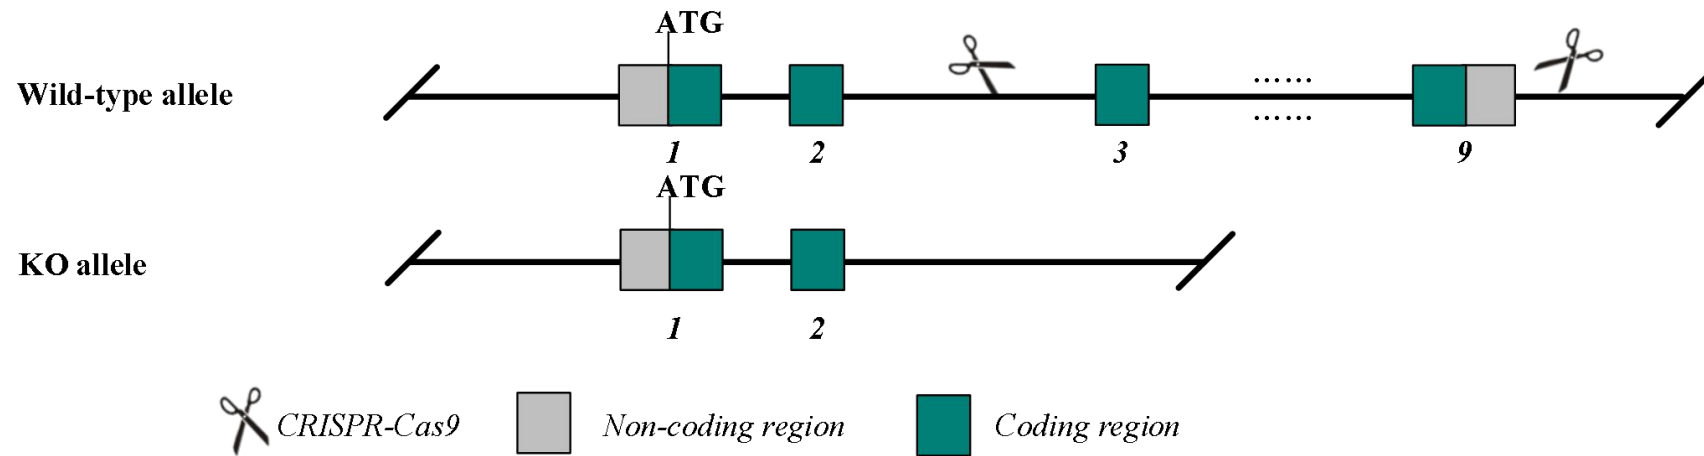 ATG
Wild-type allele
......
......
1 2 3 9
ATG
KO allele
1 2
CRISPR-Cas9 Non-coding region Coding region